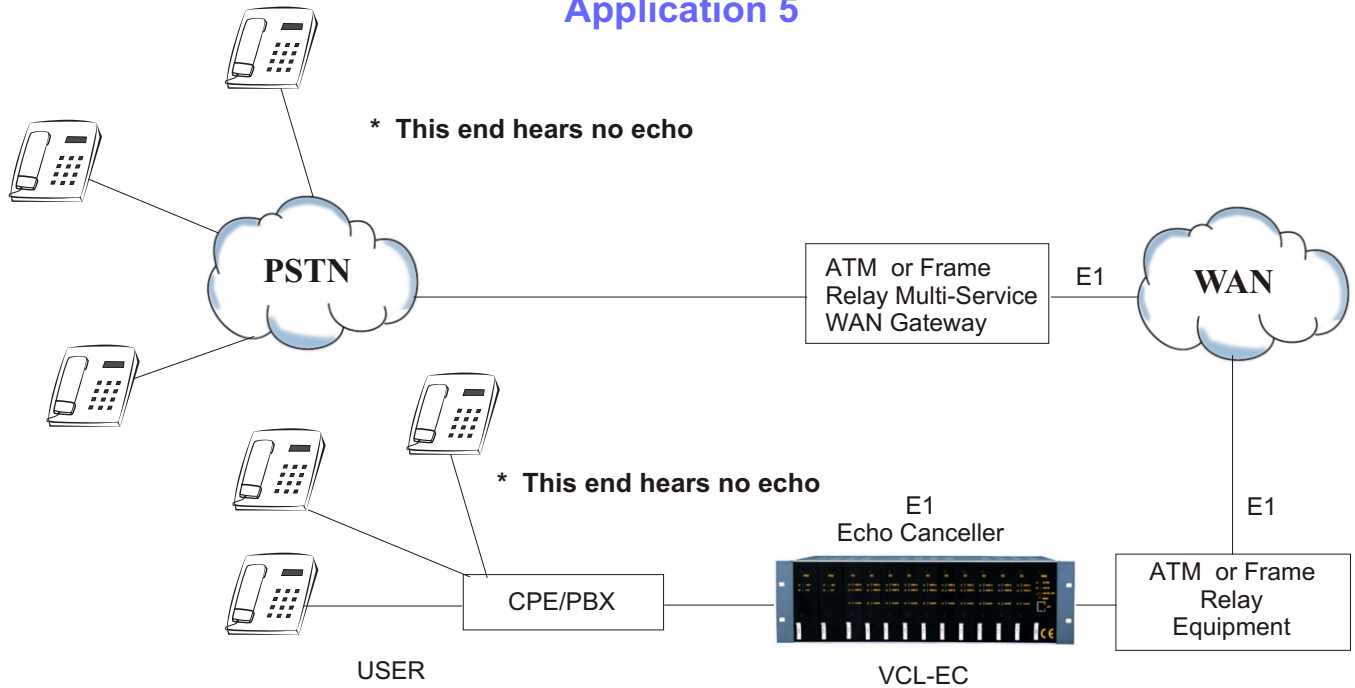 Application 5
* This end hears no echo
PSTN
ATM or Frame
Relay Multi-Service
WAN Gateway
E1
WAN
* This end hears no echo
E1
Echo Canceller
E1
CPE/PBX
ATM or Frame
Relay
Equipment
USER
VCL-EC